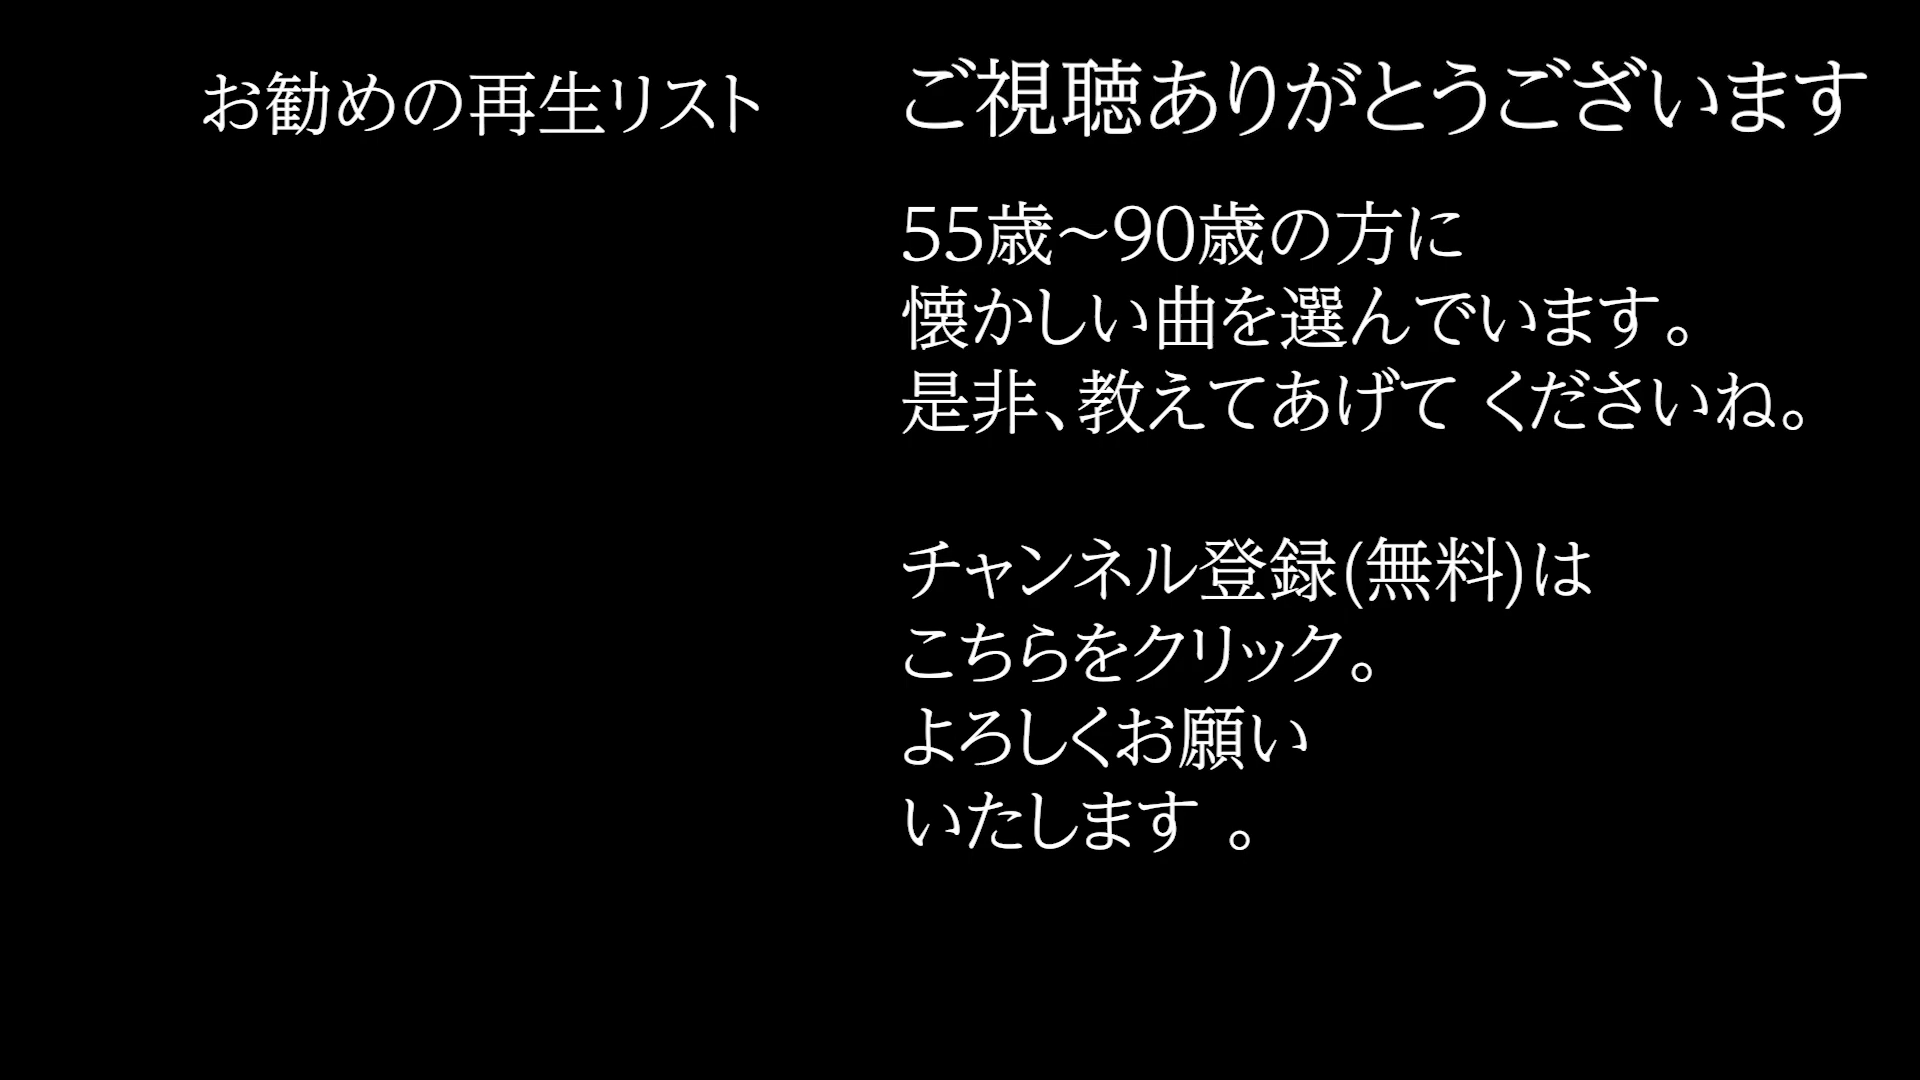 お勧めの再生リスト
ご視聴ありがとうございます
55歳~90歳の方に
懐かしい曲を選んでいます。
是非、教えてあげて くださいね。
チャンネル登録(無料)は
こちらをクリック。
よろしくお願い
いたします 。